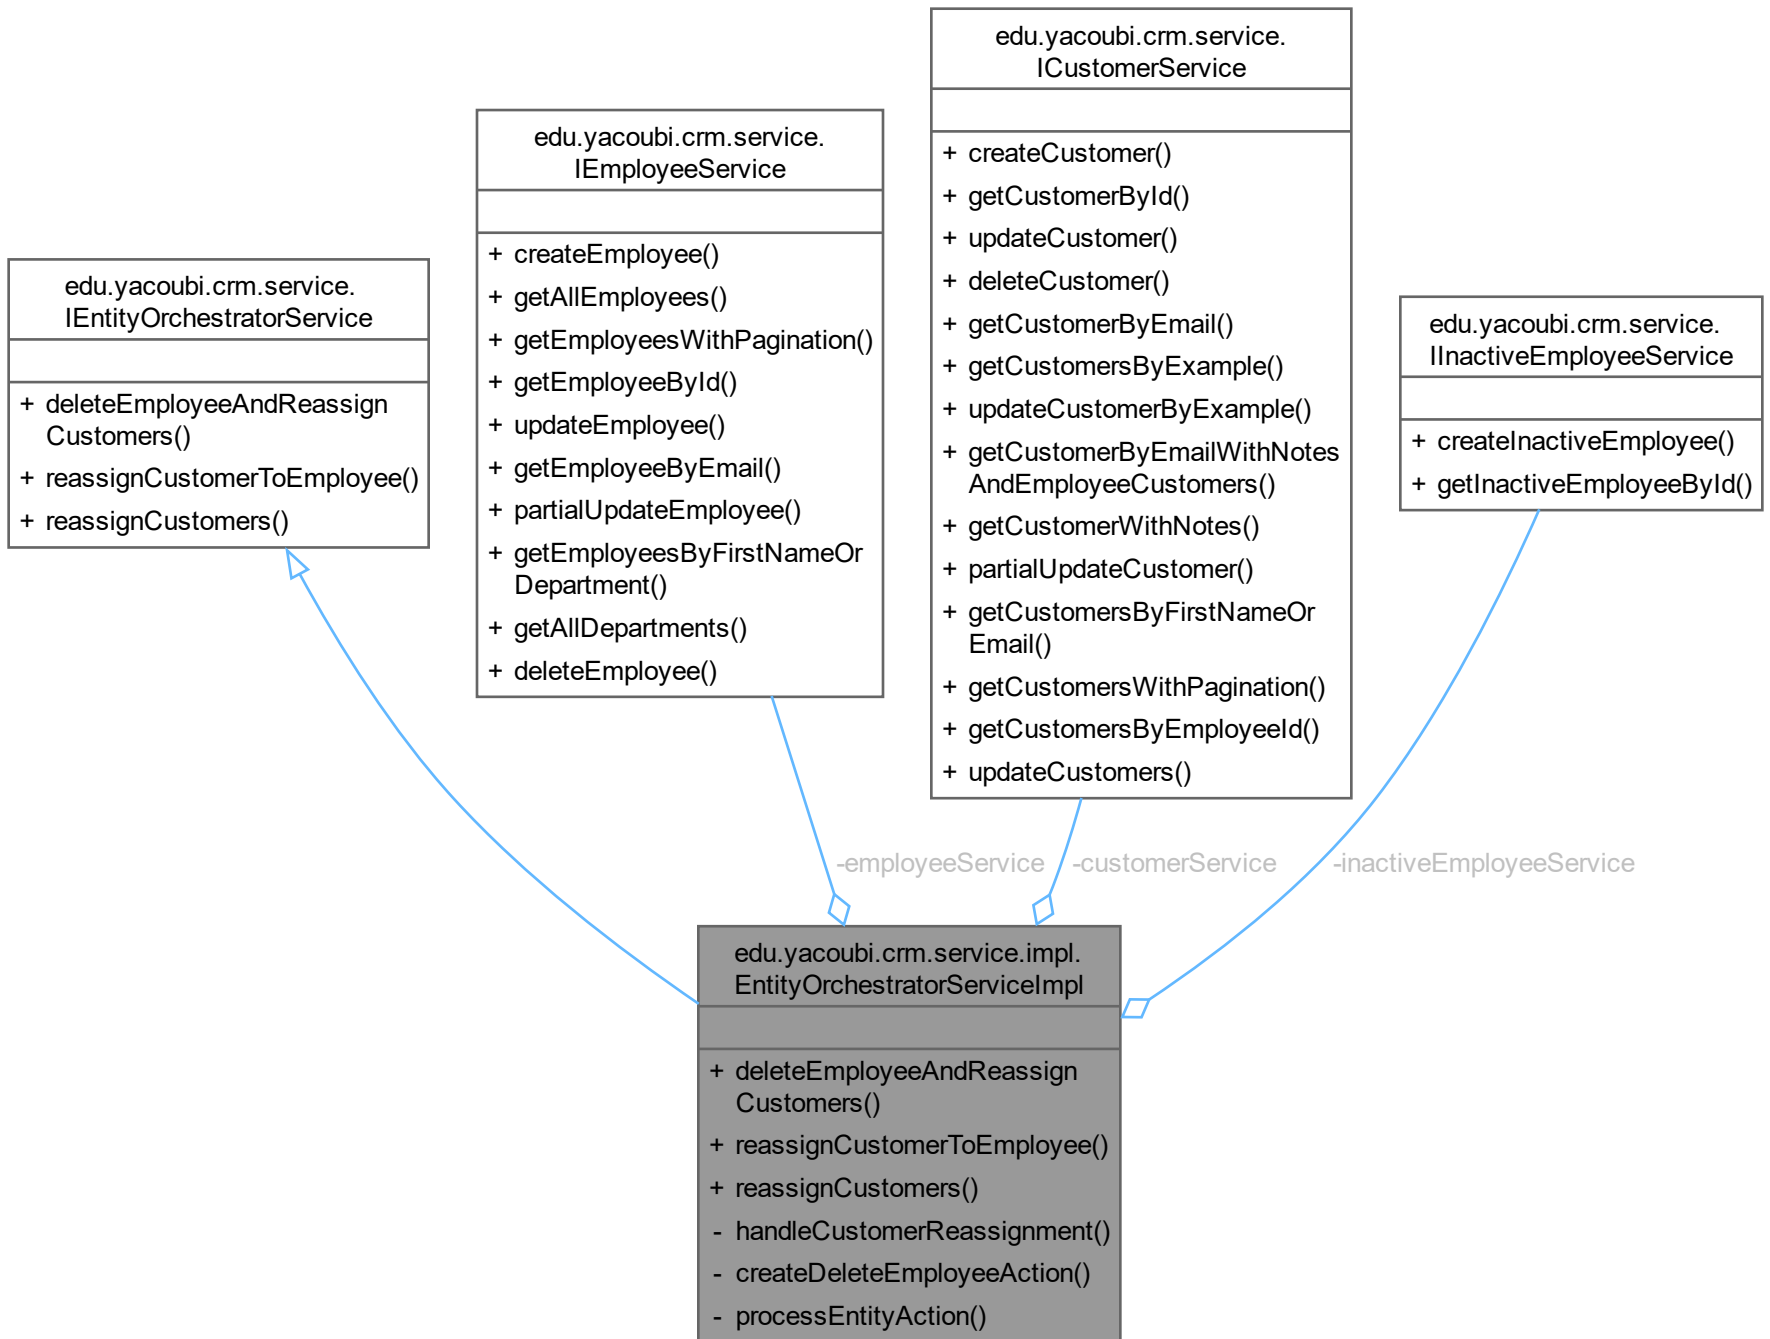 edu.yacoubi.crm.service.
IEntityOrchestratorService
+ deleteEmployeeAndReassign
Customers()
+ reassignCustomerToEmployee()
+ reassignCustomers()
edu.yacoubi.crm.service.
IEmployeeService
+ createEmployee()
+ getAllEmployees()
+ getEmployeesWithPagination()
+ getEmployeeById()
+ updateEmployee()
+ getEmployeeByEmail()
+ partialUpdateEmployee()
+ getEmployeesByFirstNameOr
Department()
+ getAllDepartments()
+ deleteEmployee()
edu.yacoubi.crm.service.
ICustomerService
+ createCustomer()
+ getCustomerById()
+ updateCustomer()
+ deleteCustomer()
+ getCustomerByEmail()
+ getCustomersByExample()
+ updateCustomerByExample()
+ getCustomerByEmailWithNotes
AndEmployeeCustomers()
+ getCustomerWithNotes()
+ partialUpdateCustomer()
+ getCustomersByFirstNameOr
Email()
+ getCustomersWithPagination()
+ getCustomersByEmployeeId()
+ updateCustomers()
edu.yacoubi.crm.service.
IInactiveEmployeeService
+ createInactiveEmployee()
+ getInactiveEmployeeById()
-employeeService
-customerService
-inactiveEmployeeService
edu.yacoubi.crm.service.impl.
EntityOrchestratorServiceImpl
+ deleteEmployeeAndReassign
Customers()
+ reassignCustomerToEmployee()
+ reassignCustomers()
- handleCustomerReassignment()
- createDeleteEmployeeAction()
- processEntityAction()